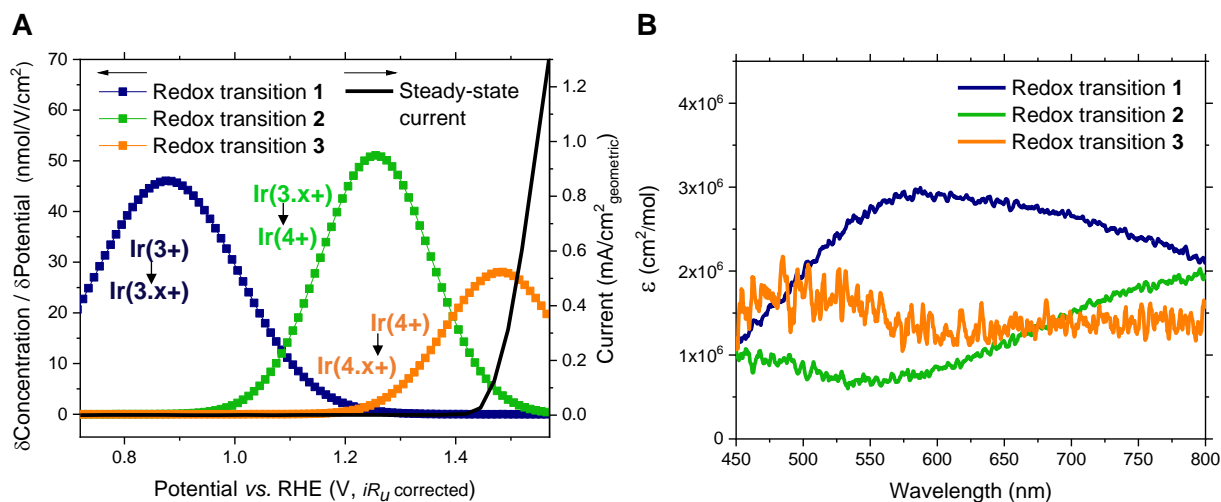 A
δConcentration / δPotential (nmol/V/cm²)
70
60
50
40
30
20
10
0
Redox transition 1
Redox transition 2
Redox transition 3
Steady-state
current
Ir(3+)
Ir(3.x+)
Ir(3.x+)
Ir(4+)
Ir(4+)
Ir(4.x+)
1.2
1.0
0.8
0.6
0.4
0.2
0.0
Current (mA/cm²geometric)
0.8
1.0
1.2
1.4
Potential vs. RHE (V, iRu corrected)
B
ε (cm²/mol)
4x10⁶
3x10⁶
2x10⁶
1x10⁶
0
Redox transition 1
Redox transition 2
Redox transition 3
450
500
550
600
650
700
750
800
Wavelength (nm)